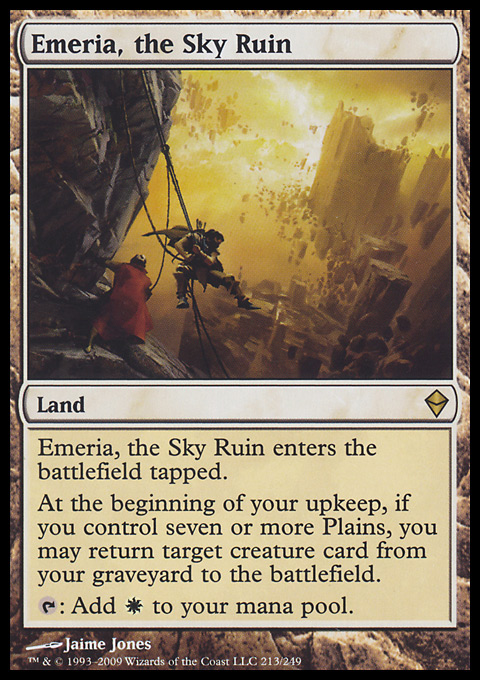 Emeria, the Sky Ruin
Land
Emeria, the Sky Ruin enters the
battlefield tapped.
At the beginning of your upkeep, if
you control seven or more Plains, you
may return target creature card from
your graveyard to the battlefield.
: Add to your mana pool.
Jaime Jones
™ & © 1993–2009 Wizards of the Coast LLC 213/249